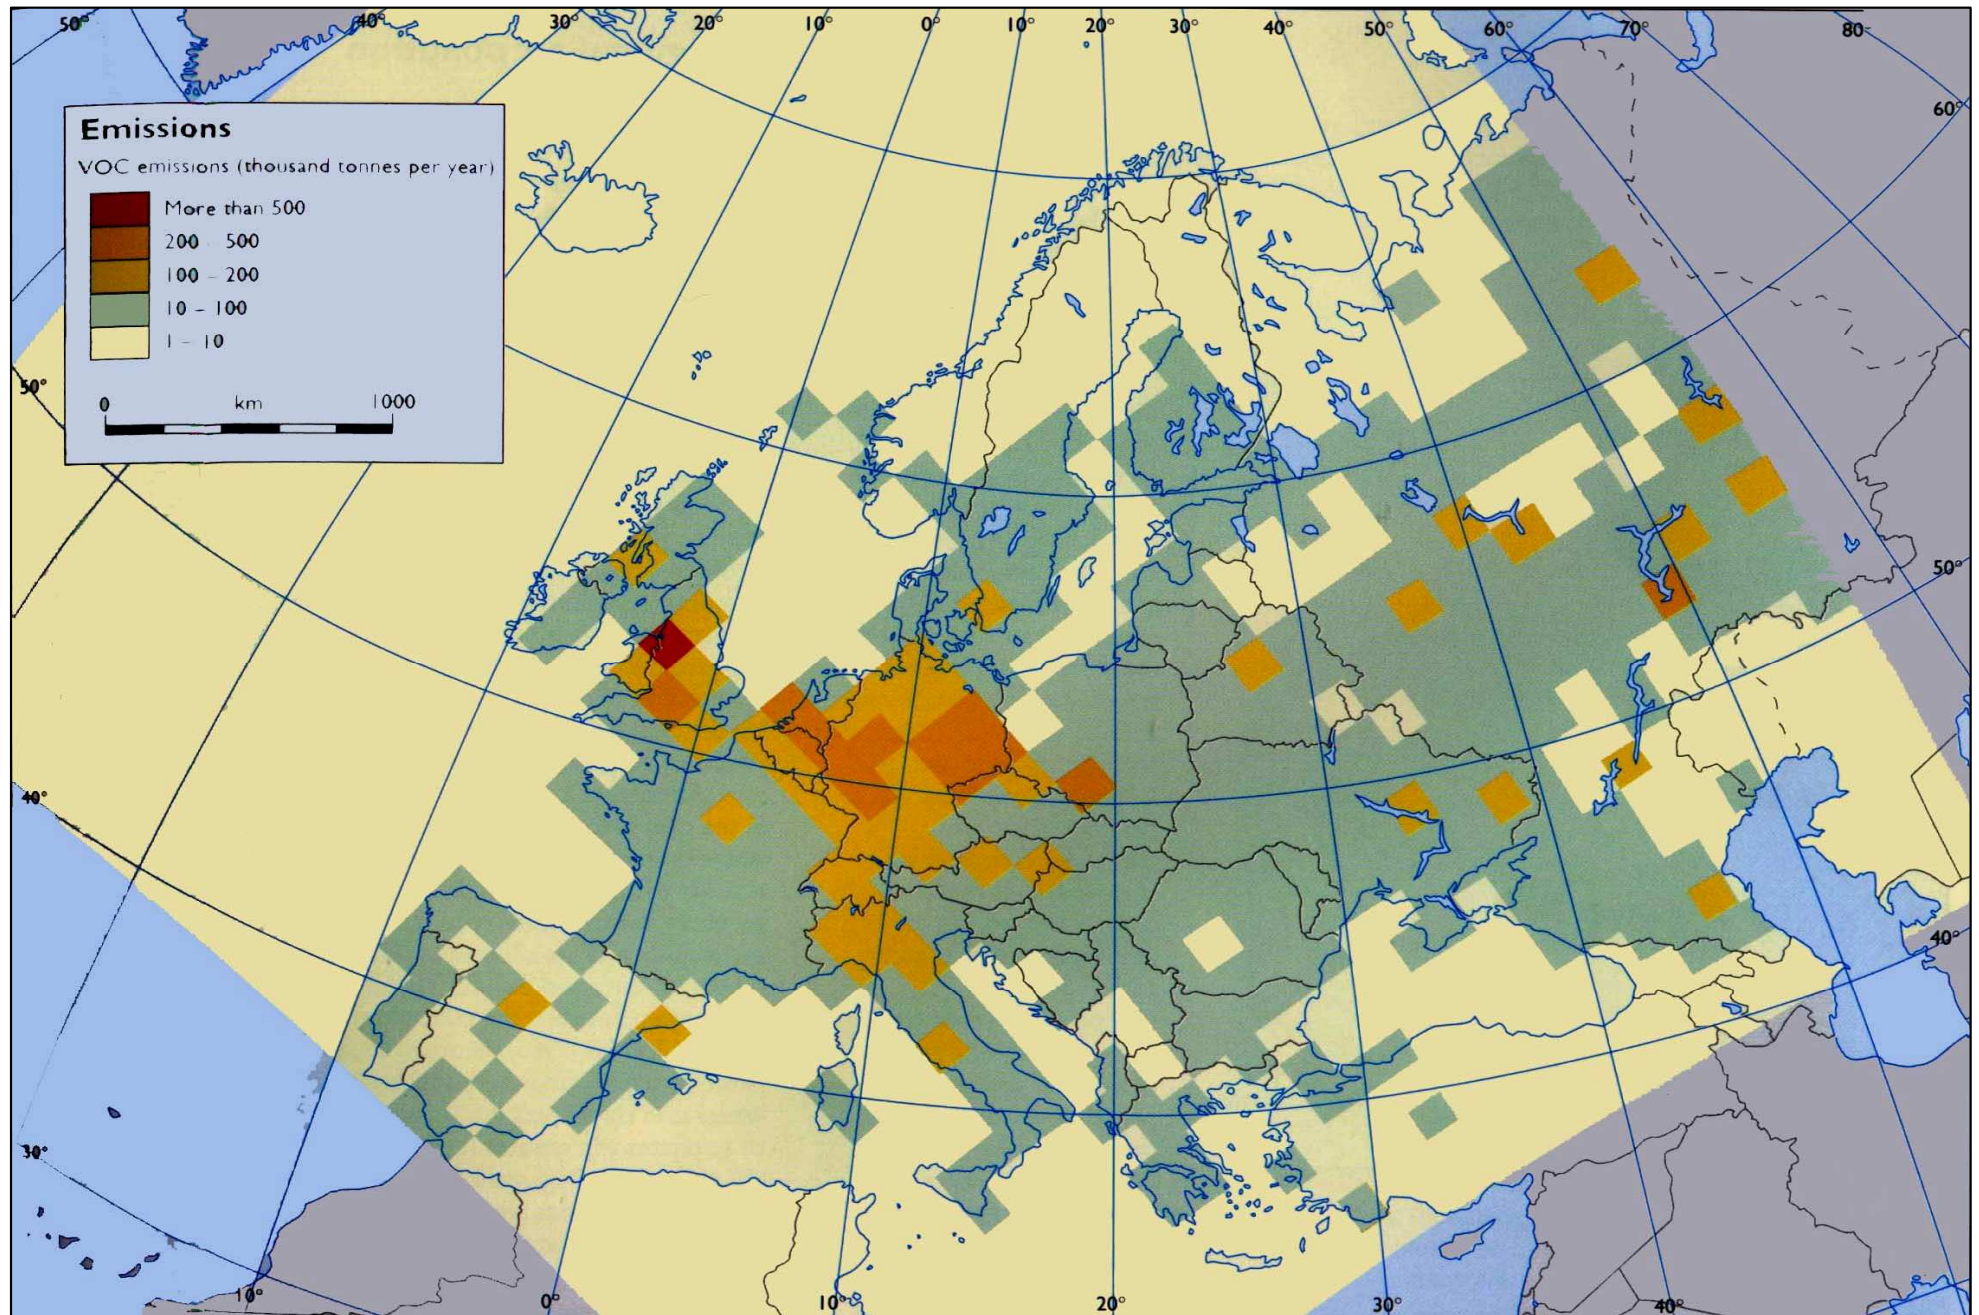 50° 40° 30° 20° 10° 0° 10° 20° 30° 40° 50° 60° 70° 80°
60°
Emissions
VOC emissions (thousand tonnes per year)
More than 500
200 – 500
100 – 200
10 – 100
1 – 10
0 km 1000
50°
50°
40°
40°
30°
10° 0° 10° 20° 30° 40°